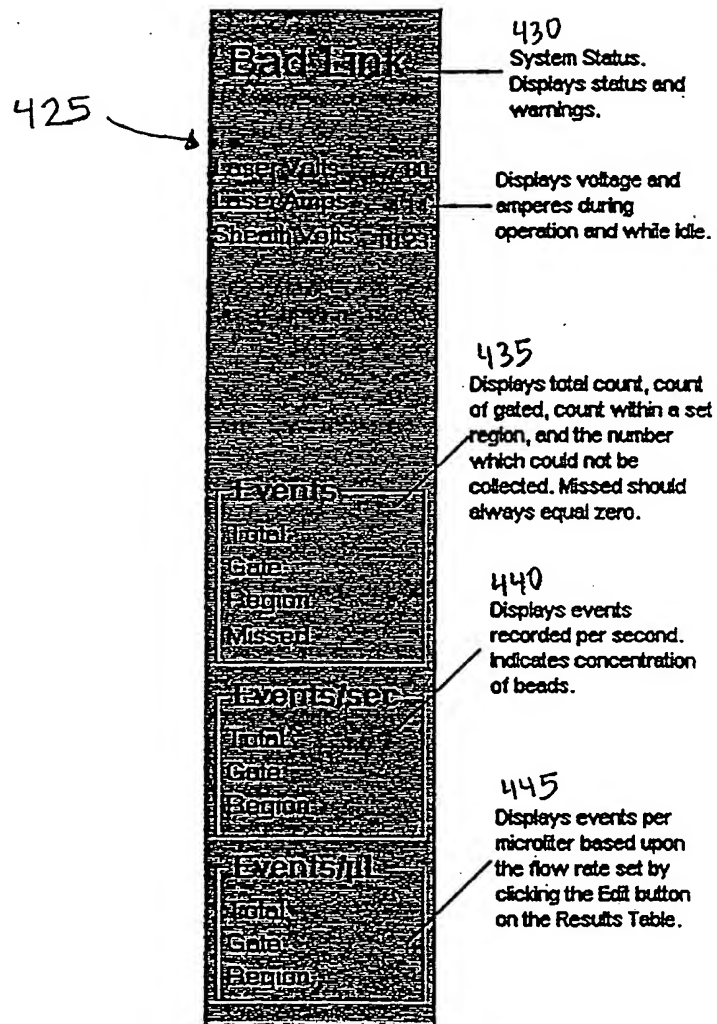 430
Bad Link
System Status.
Displays status and
warnings.
425
Laser Volts
Laser Amps
Sheath Volts
Displays voltage and
amperes during
operation and while idle.
435
Displays total count, count
of gated, count within a set
region, and the number
which could not be
collected. Missed should
always equal zero.
Events
Total:
Gate:
Region:
Missed:
440
Displays events
recorded per second.
Indicates concentration
of beads.
Events/sec
Total:
Gate:
Region:
445
Displays events per
microliter based upon
the flow rate set by
clicking the Edit button
on the Results Table.
Events/µl
Total:
Gate:
Region: